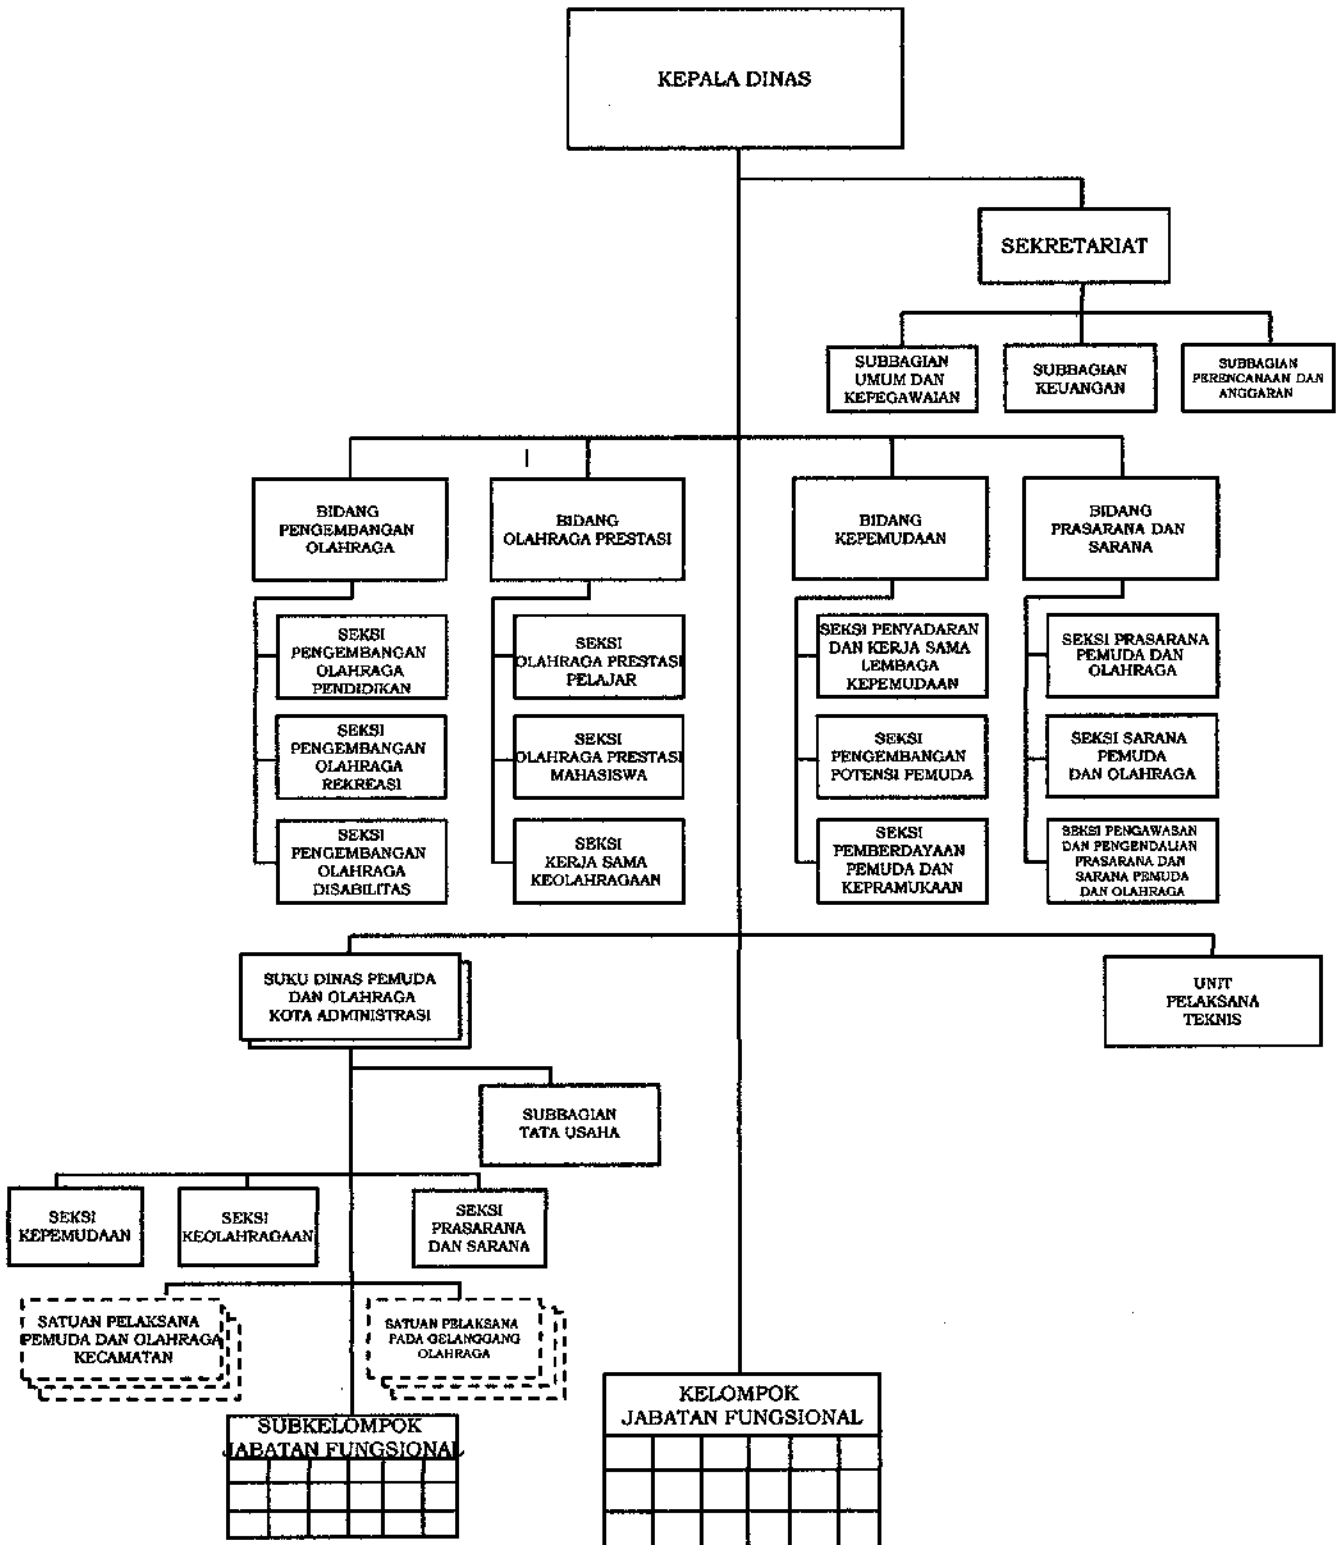 KEPALA DINAS
SEKRETARIAT
SUBBAGIAN
UMUM DAN
KEPEGAWAIAN
SUBBAGIAN
KEUANGAN
SUBBAGIAN
PERENCANAAN DAN
ANGGARAN
BIDANG
PENGEMBANGAN
OLAHRAGA
BIDANG
OLAHRAGA PRESTASI
BIDANG
KEPEMUDAAN
BIDANG
PRASARANA DAN
SARANA
SEKSI
PENGEMBANGAN
OLAHRAGA
PENDIDIKAN
SEKSI
OLAHRAGA PRESTASI
PELAJAR
SEKSI PENYADARAN
DAN KERJA SAMA
LEMBAGA
KEPEMUDAAN
SEKSI PRASARANA
PEMUDA DAN
OLAHRAGA
SEKSI
PENGEMBANGAN
OLAHRAGA
REKREASI
SEKSI
OLAHRAGA PRESTASI
MAHASISWA
SEKSI
PENGEMBANGAN
POTENSI PEMUDA
SEKSI SARANA
PEMUDA
DAN OLAHRAGA
SEKSI
PENGEMBANGAN
OLAHRAGA
DISABILITAS
SEKSI
KERJA SAMA
KEOLAHRAGAAN
SEKSI
PEMBERDAYAAN
PEMUDA DAN
KEPRAMUKAAN
SEKSI PENGAWASAN
DAN PENGENDALIAN
PRASARANA DAN
SARANA PEMUDA
DAN OLAHRAGA
SUKU DINAS PEMUDA
DAN OLAHRAGA
KOTA ADMINISTRASI
UNIT
PELAKSANA
TEKNIS
SUBBAGIAN
TATA USAHA
SEKSI
KEPEMUDAAN
SEKSI
KEOLAHRAGAAN
SEKSI
PRASARANA
DAN SARANA
SATUAN PELAKSANA
PEMUDA DAN OLAHRAGA
KECAMATAN
SATUAN PELAKSANA
PADA GELANGGANG
OLAHRAGA
SUBKELOMPOK
JABATAN FUNGSIONAL
KELOMPOK
JABATAN FUNGSIONAL